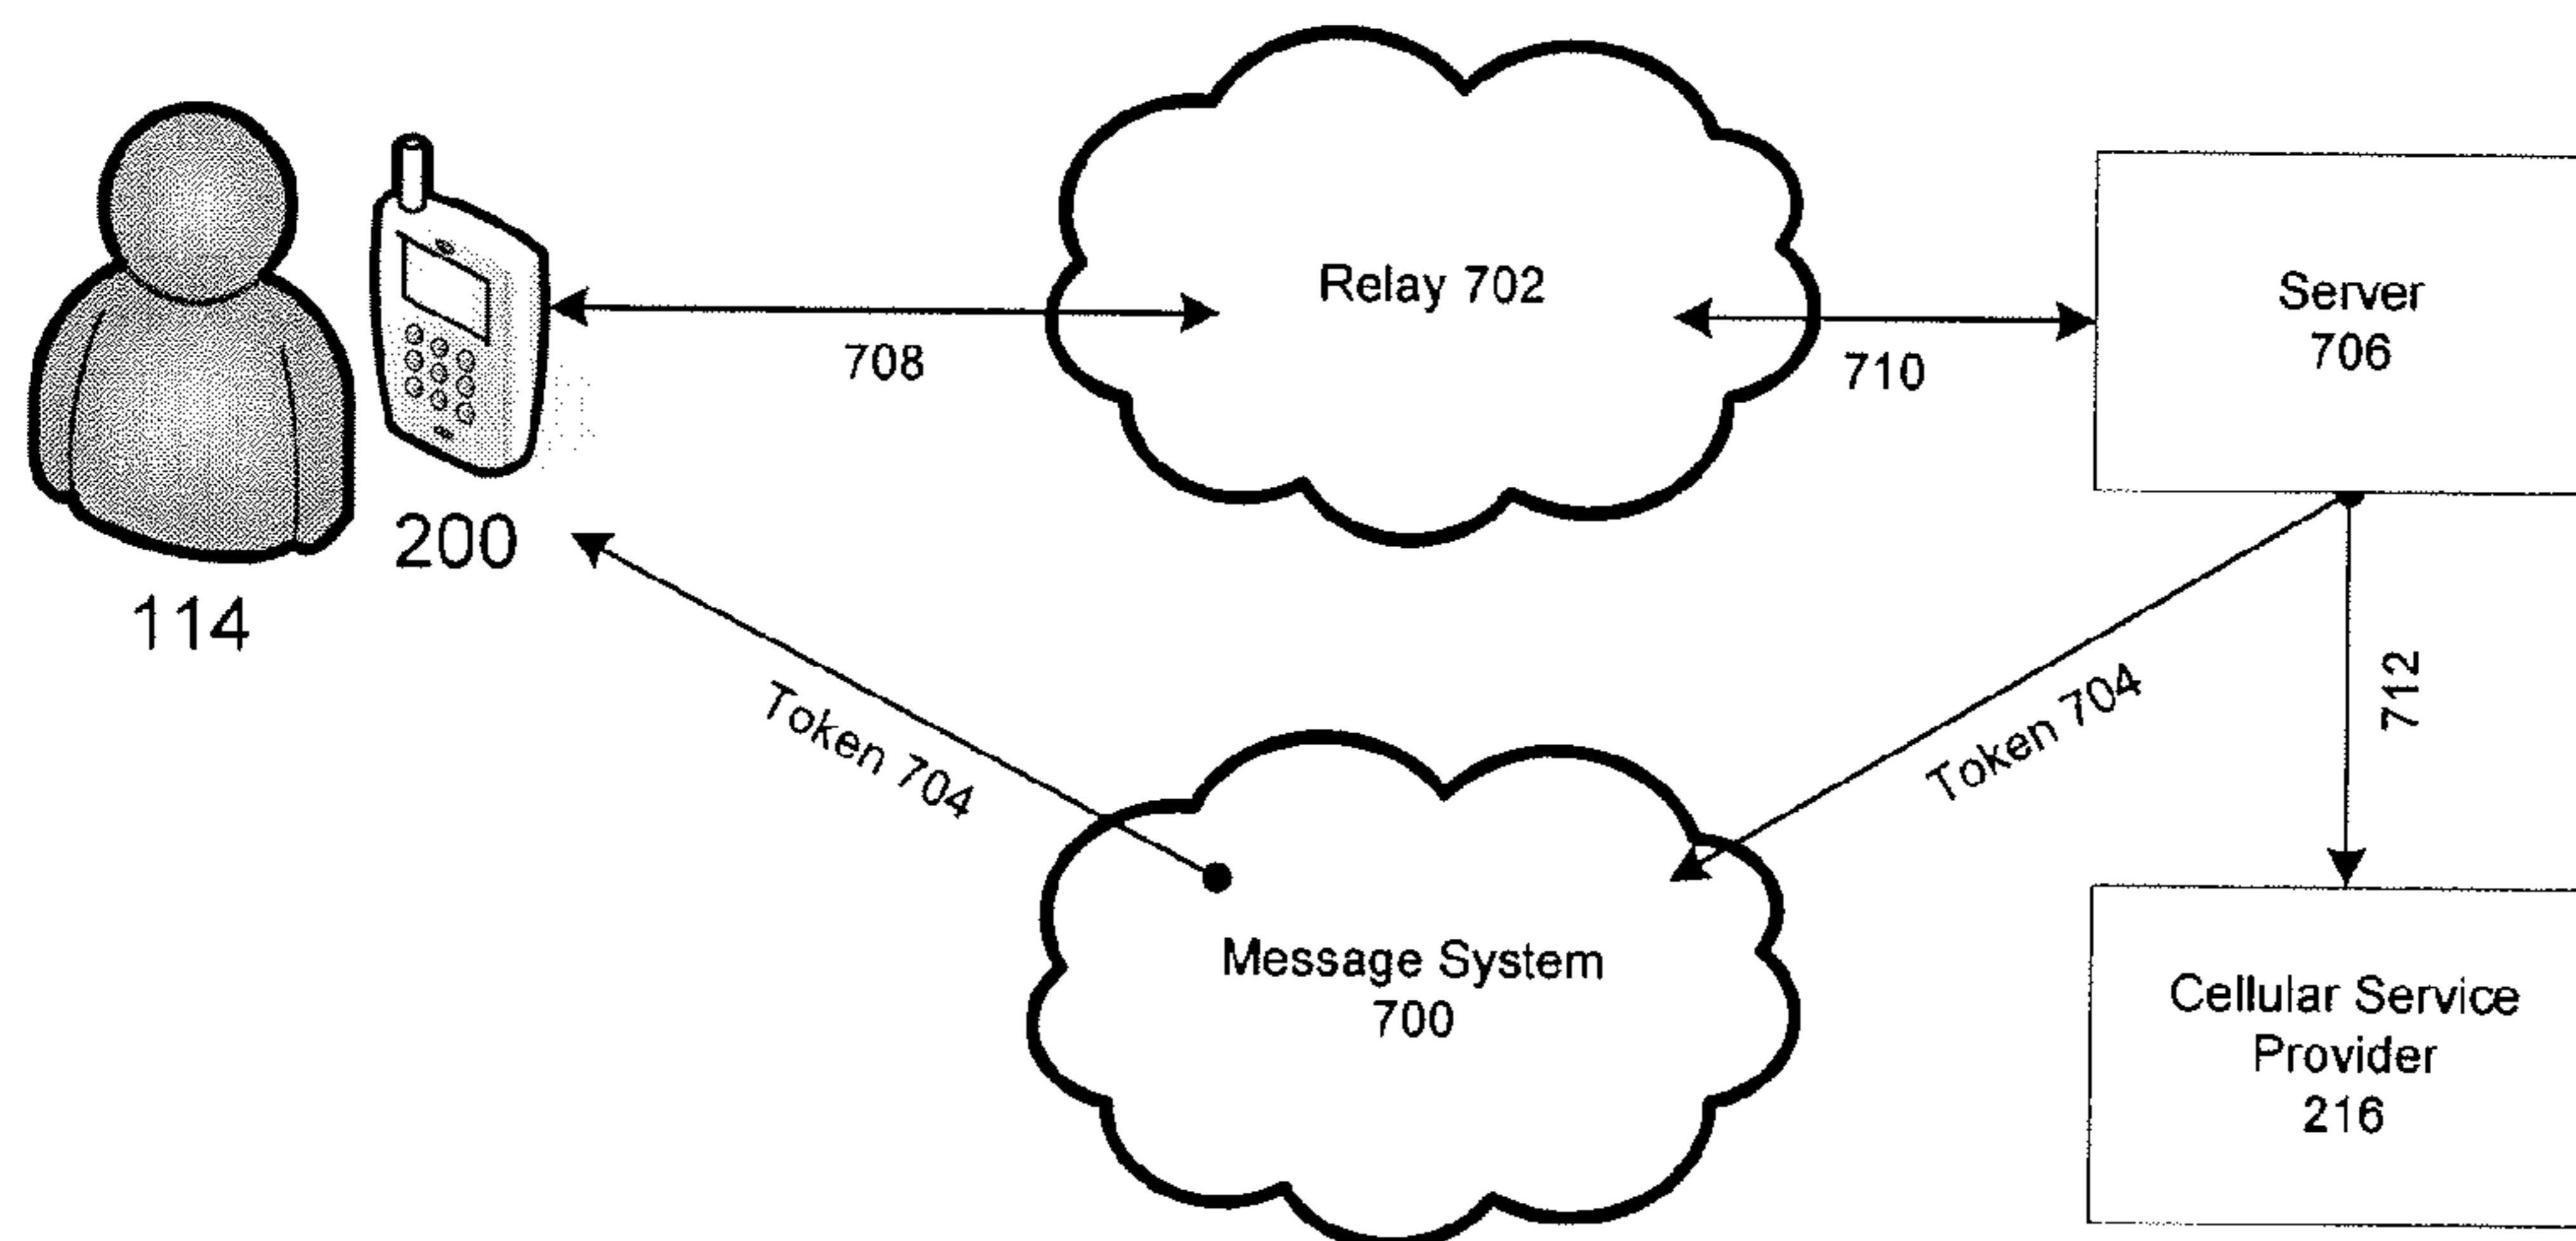 Relay 702
Server
706
708
710
200
114
Token 704
Token 704
712
Message System
700
Cellular Service
Provider
216